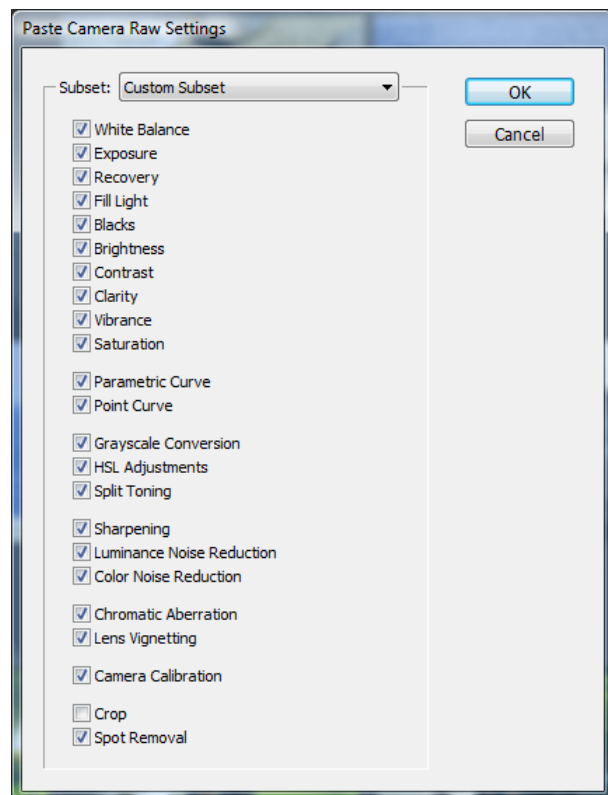 Paste Camera Raw Settings
Subset: Custom Subset
OK
Cancel
White Balance
Exposure
Recovery
Fill Light
Blacks
Brightness
Contrast
Clarity
Vibrance
Saturation
Parametric Curve
Point Curve
Grayscale Conversion
HSL Adjustments
Split Toning
Sharpening
Luminance Noise Reduction
Color Noise Reduction
Chromatic Aberration
Lens Vignetting
Camera Calibration
Crop
Spot Removal